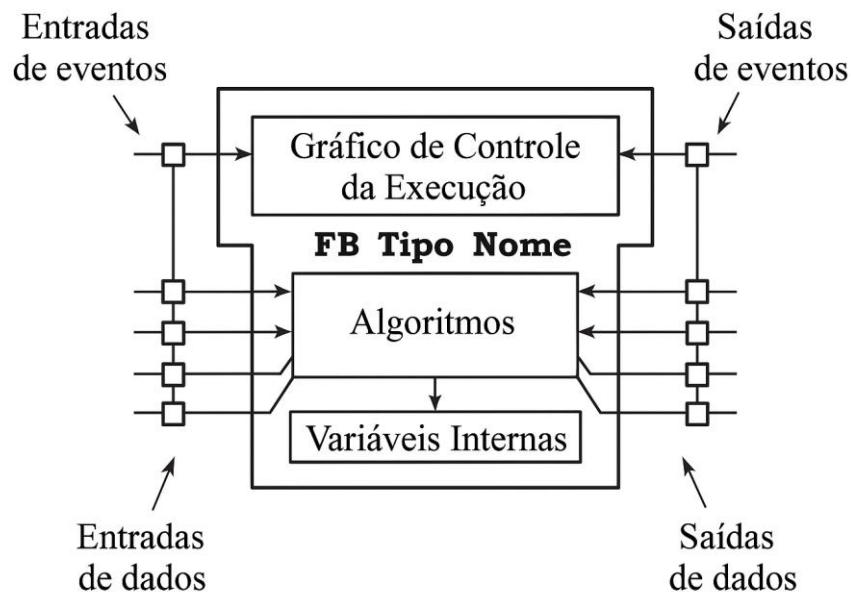 Entradas
de eventos
Saídas
de eventos
Gráfico de Controle
da Execução
FB Tipo Nome
Algoritmos
Variáveis Internas
Entradas
de dados
Saídas
de dados